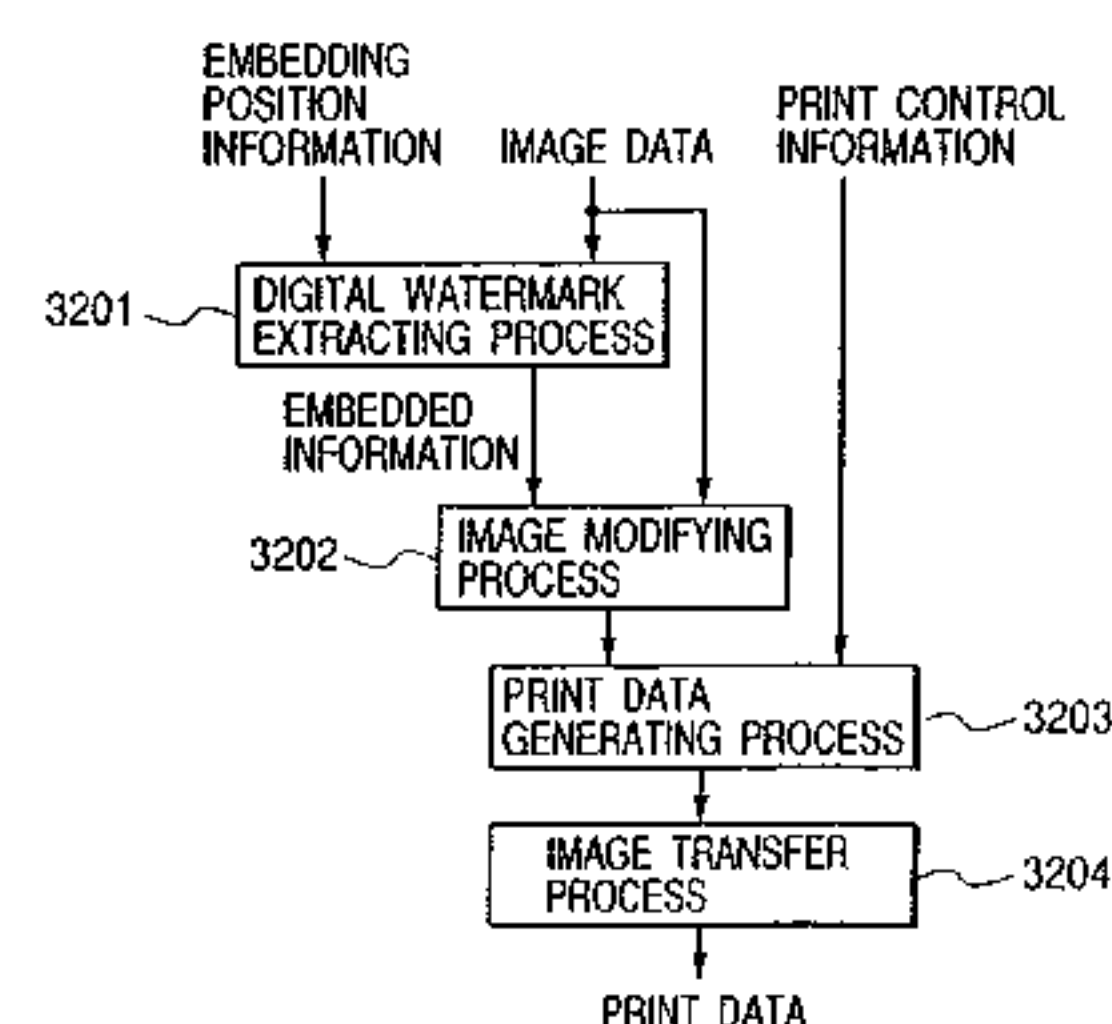 EMBEDDING
POSITION
INFORMATION
IMAGE DATA
PRINT CONTROL
INFORMATION
3201
DIGITAL WATERMARK
EXTRACTING PROCESS
EMBEDDED
INFORMATION
3202
IMAGE MODIFYING
PROCESS
PRINT DATA
GENERATING PROCESS
3203
IMAGE TRANSFER
PROCESS
3204
PRINT DATA